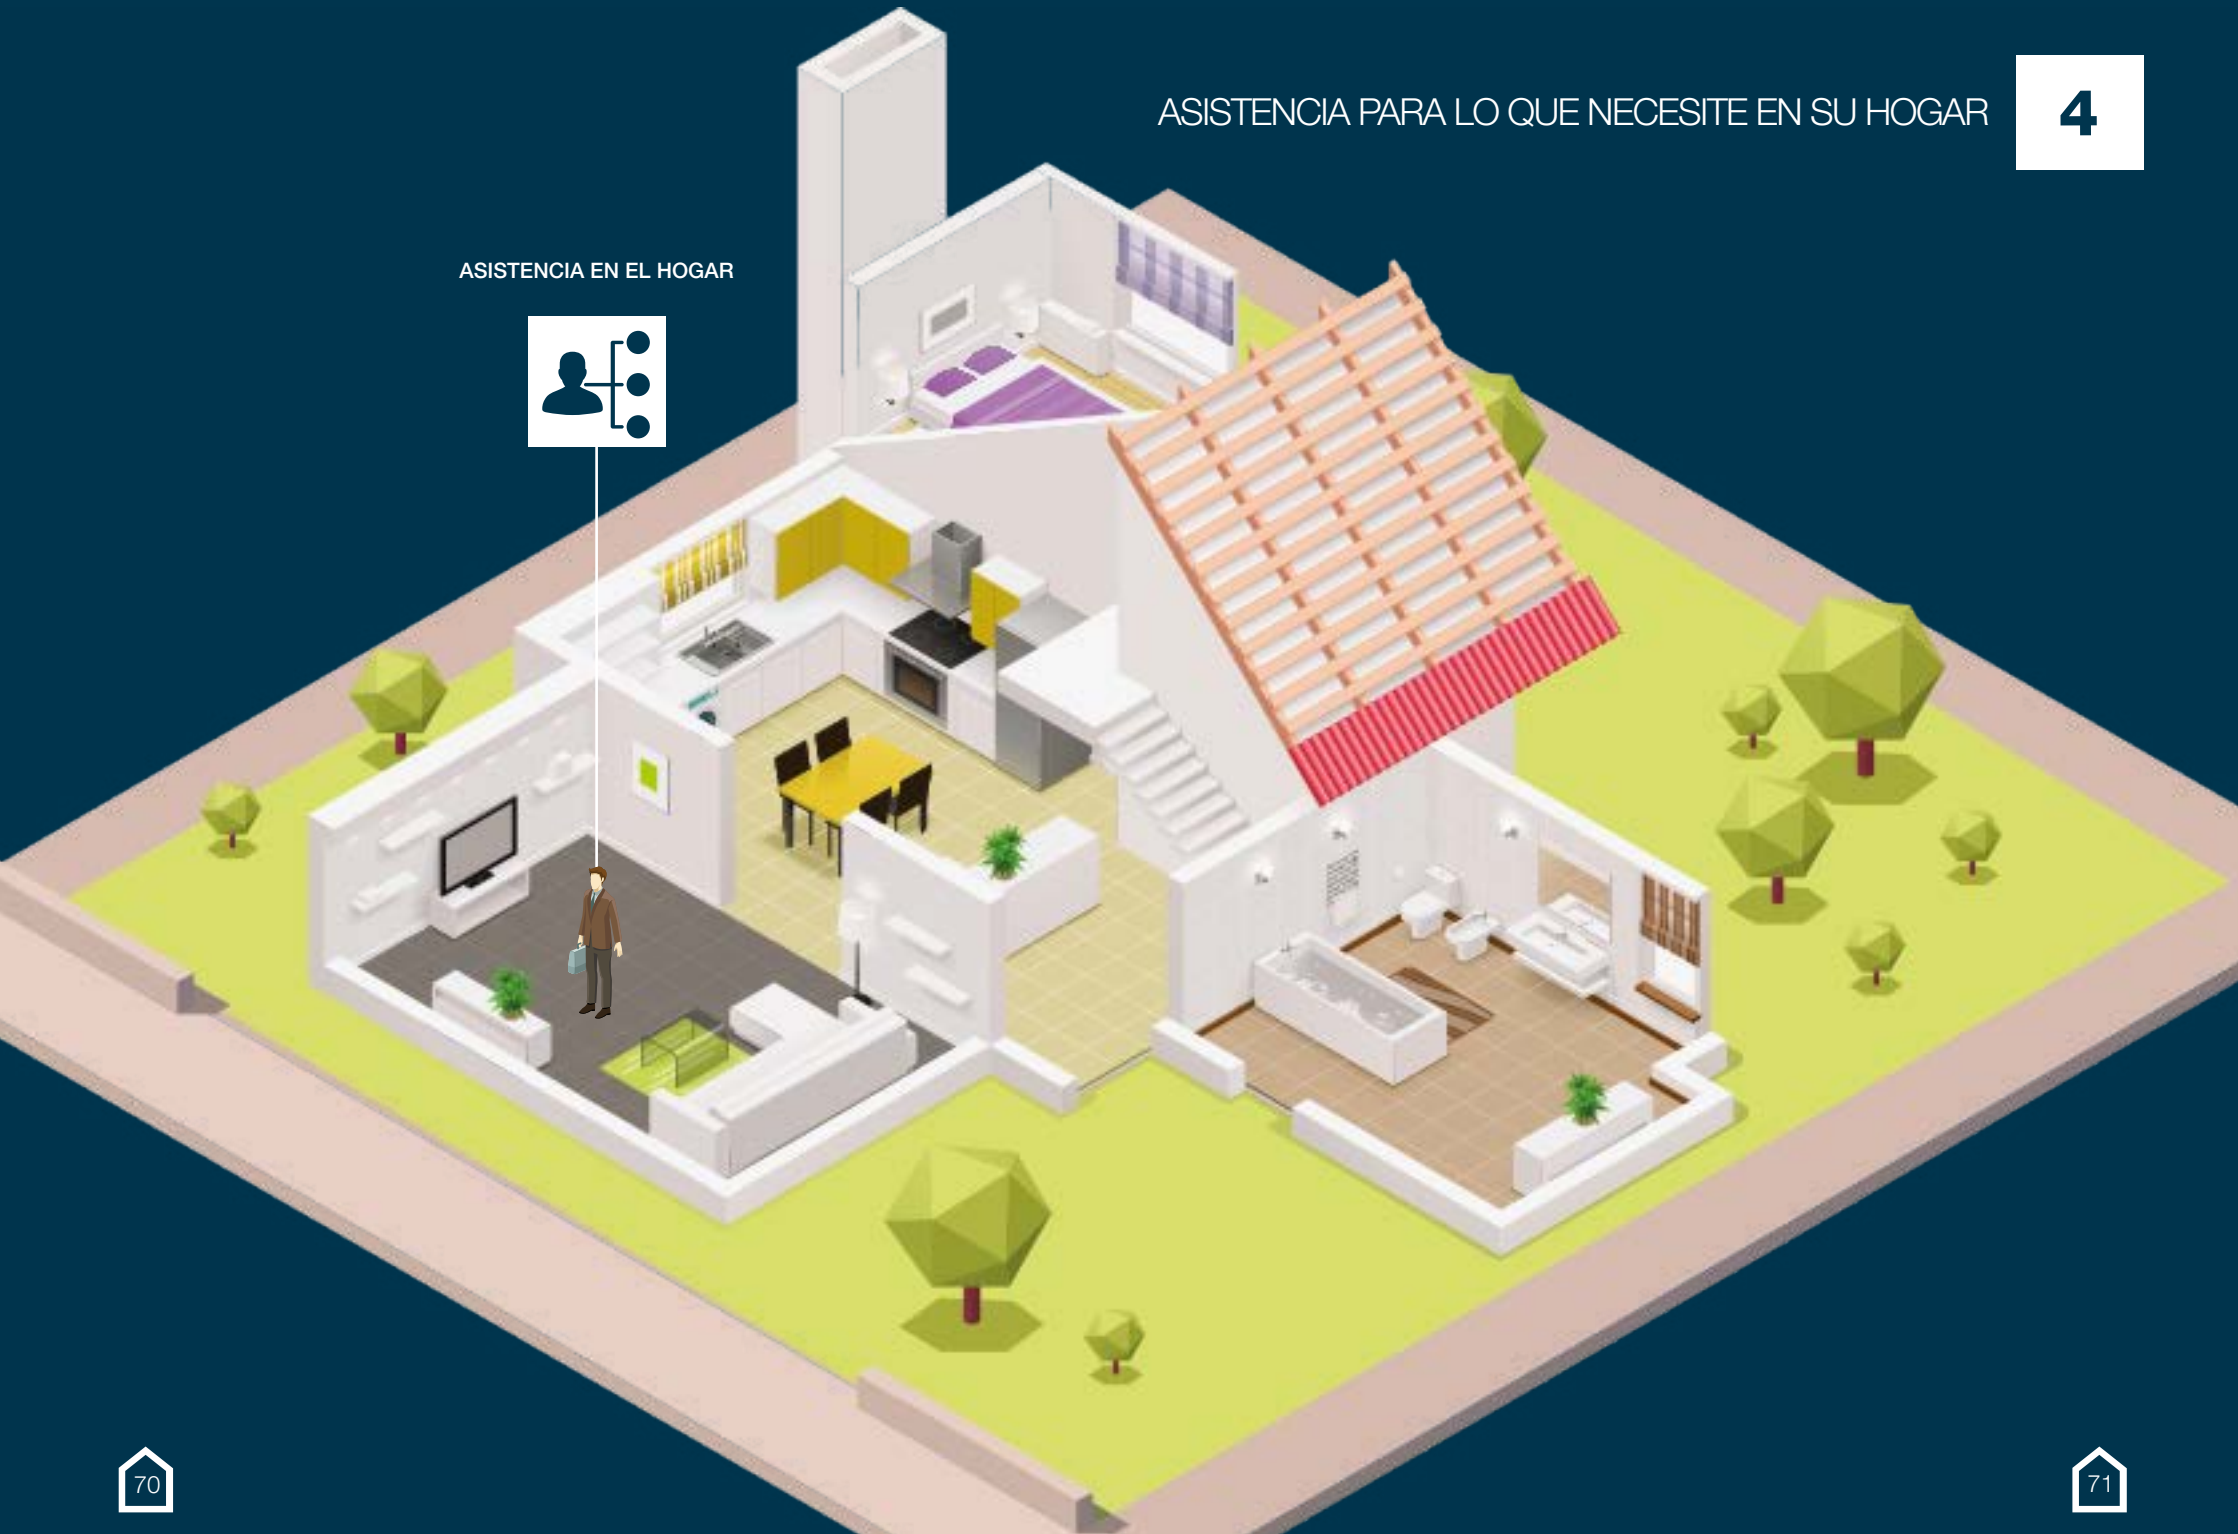 ASISTENCIA PARA LO QUE NECESITE EN SU HOGAR
4
ASISTENCIA EN EL HOGAR
70
71